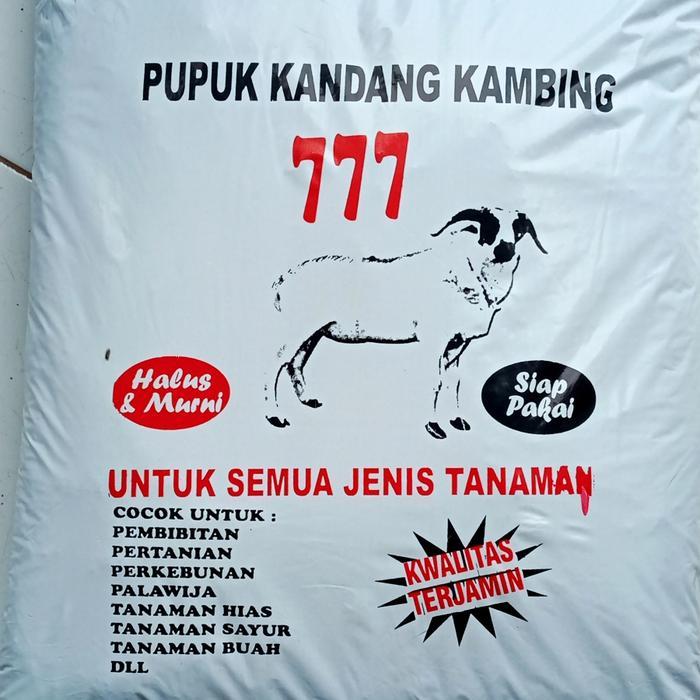 PUPUK KANDANG KAMBING
777
Halus
& Murni
Siap
Pakai
UNTUK SEMUA JENIS TANAMAN
COCOK UNTUK :
PEMBIBITAN
PERTANIAN
PERKEBUNAN
PALAWIJA
TANAMAN HIAS
TANAMAN SAYUR
TANAMAN BUAH
DLL
KWALITAS
TERJAMIN